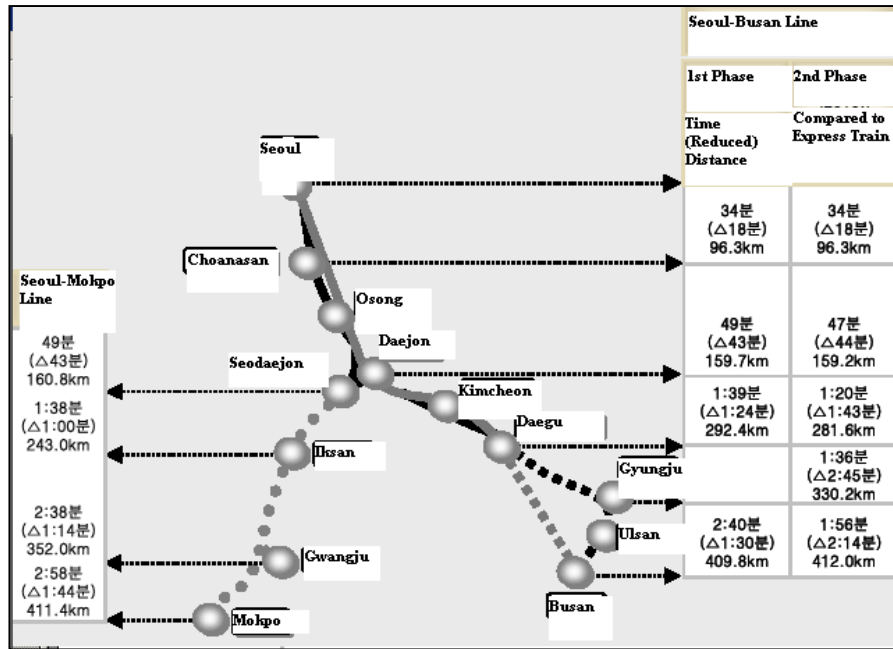 Seoul-Busan Line
1st Phase
2nd Phase
Time
(Reduced)
Distance
Compared to
Express Train
Seoul
34분
(△18분)
96.3km
34분
(△18분)
96.3km
Choanasan
Seoul-Mokpo
Line
Osong
49분
(△43분)
159.7km
47분
(△44분)
159.2km
Daejon
49분
(△43분)
160.8km
Seodaejon
Kimcheon
1:39분
(△1:24분)
292.4km
1:20분
(△1:43분)
281.6km
1:38분
(△1:00분)
243.0km
Daegu
Iksan
Gyungju
1:36분
(△2:45분)
330.2km
2:38분
(△1:14분)
352.0km
Ulsan
2:40분
(△1:30분)
409.8km
1:56분
(△2:14분)
412.0km
Gwangju
2:58분
(△1:44분)
411.4km
Busan
Mokpo